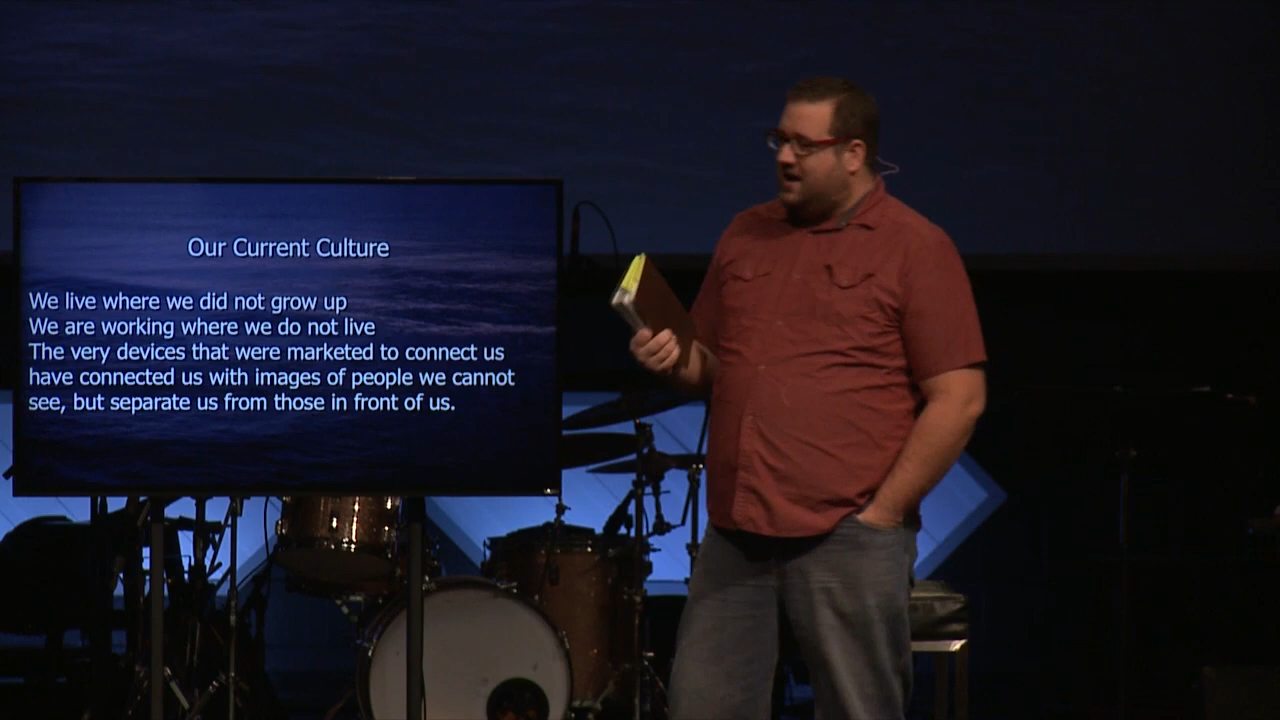 Our Current Culture
We live where we did not grow up
We are working where we do not live
The very devices that were marketed to connect us
have connected us with images of people we cannot
see, but separate us from those in front of us.